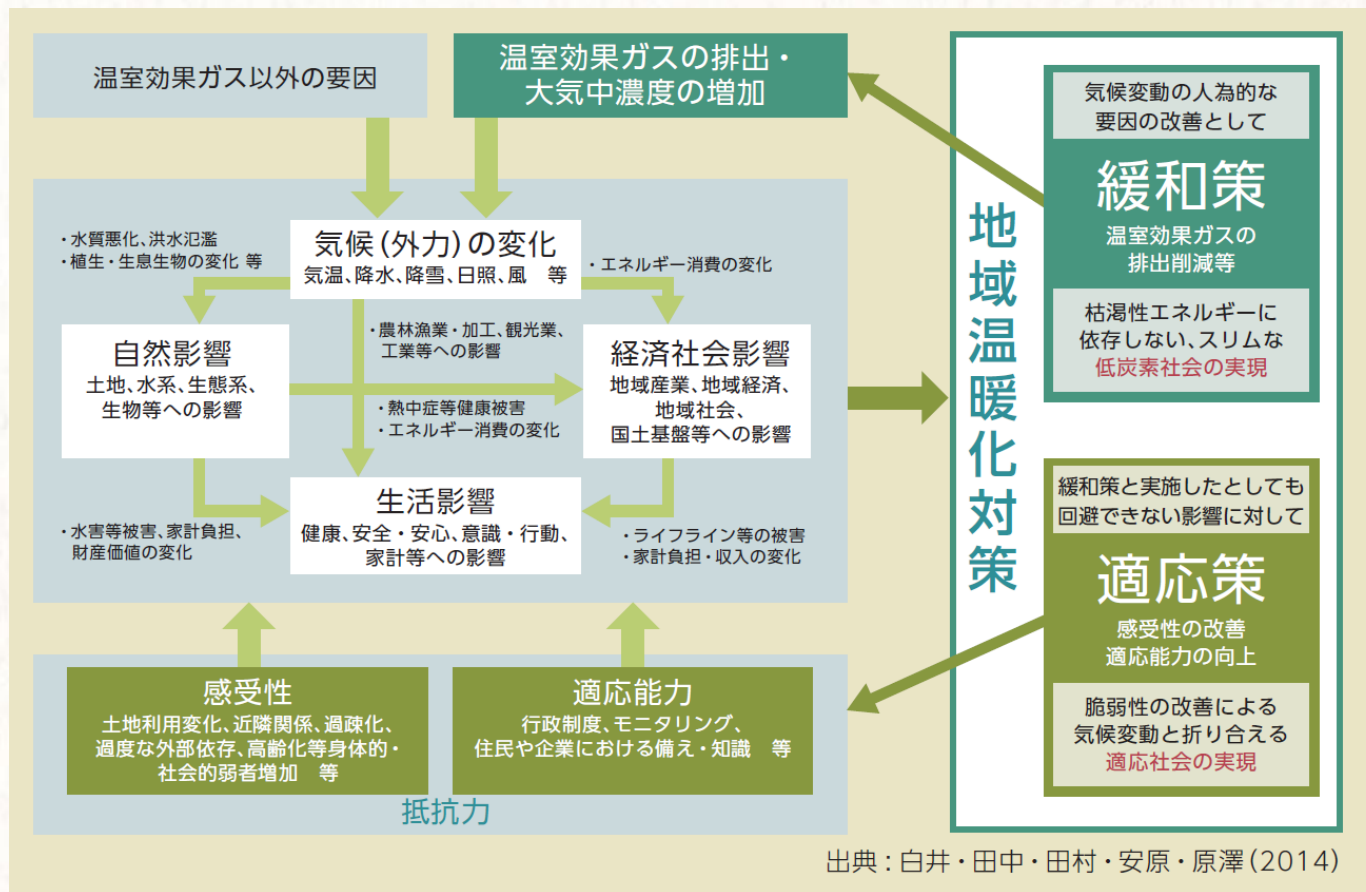 温室効果ガス以外の要因
温室効果ガスの排出・
大気中濃度の増加
気候(外力)の変化
気温、降水、降雪、日照、風 等
・水質悪化、洪水氾濫
・植生・生息生物の変化 等
・エネルギー消費の変化
・農林漁業・加工、観光業、
工業等への影響
自然影響
土地、水系、生態系、
生物等への影響
経済社会影響
地域産業、地域経済、
地域社会、
国土基盤等への影響
・熱中症等健康被害
・エネルギー消費の変化
生活影響
健康、安全・安心、意識・行動、
家計等への影響
・水害等被害、家計負担、
財産価値の変化
・ライフライン等の被害
・家計負担・収入の変化
感受性
土地利用変化、近隣関係、過疎化、
過度な外部依存、高齢化等身体的・
社会的弱者増加 等
適応能力
行政制度、モニタリング、
住民や企業における備え・知識 等
抵抗力
地域温暖化対策
気候変動の人為的な
要因の改善として
緩和策
温室効果ガスの
排出削減等
枯渇性エネルギーに
依存しない、スリムな
低炭素社会の実現
緩和策と実施したとしても
回避できない影響に対して
適応策
感受性の改善
適応能力の向上
脆弱性の改善による
気候変動と折り合える
適応社会の実現
出典:白井・田中・田村・安原・原澤(2014)